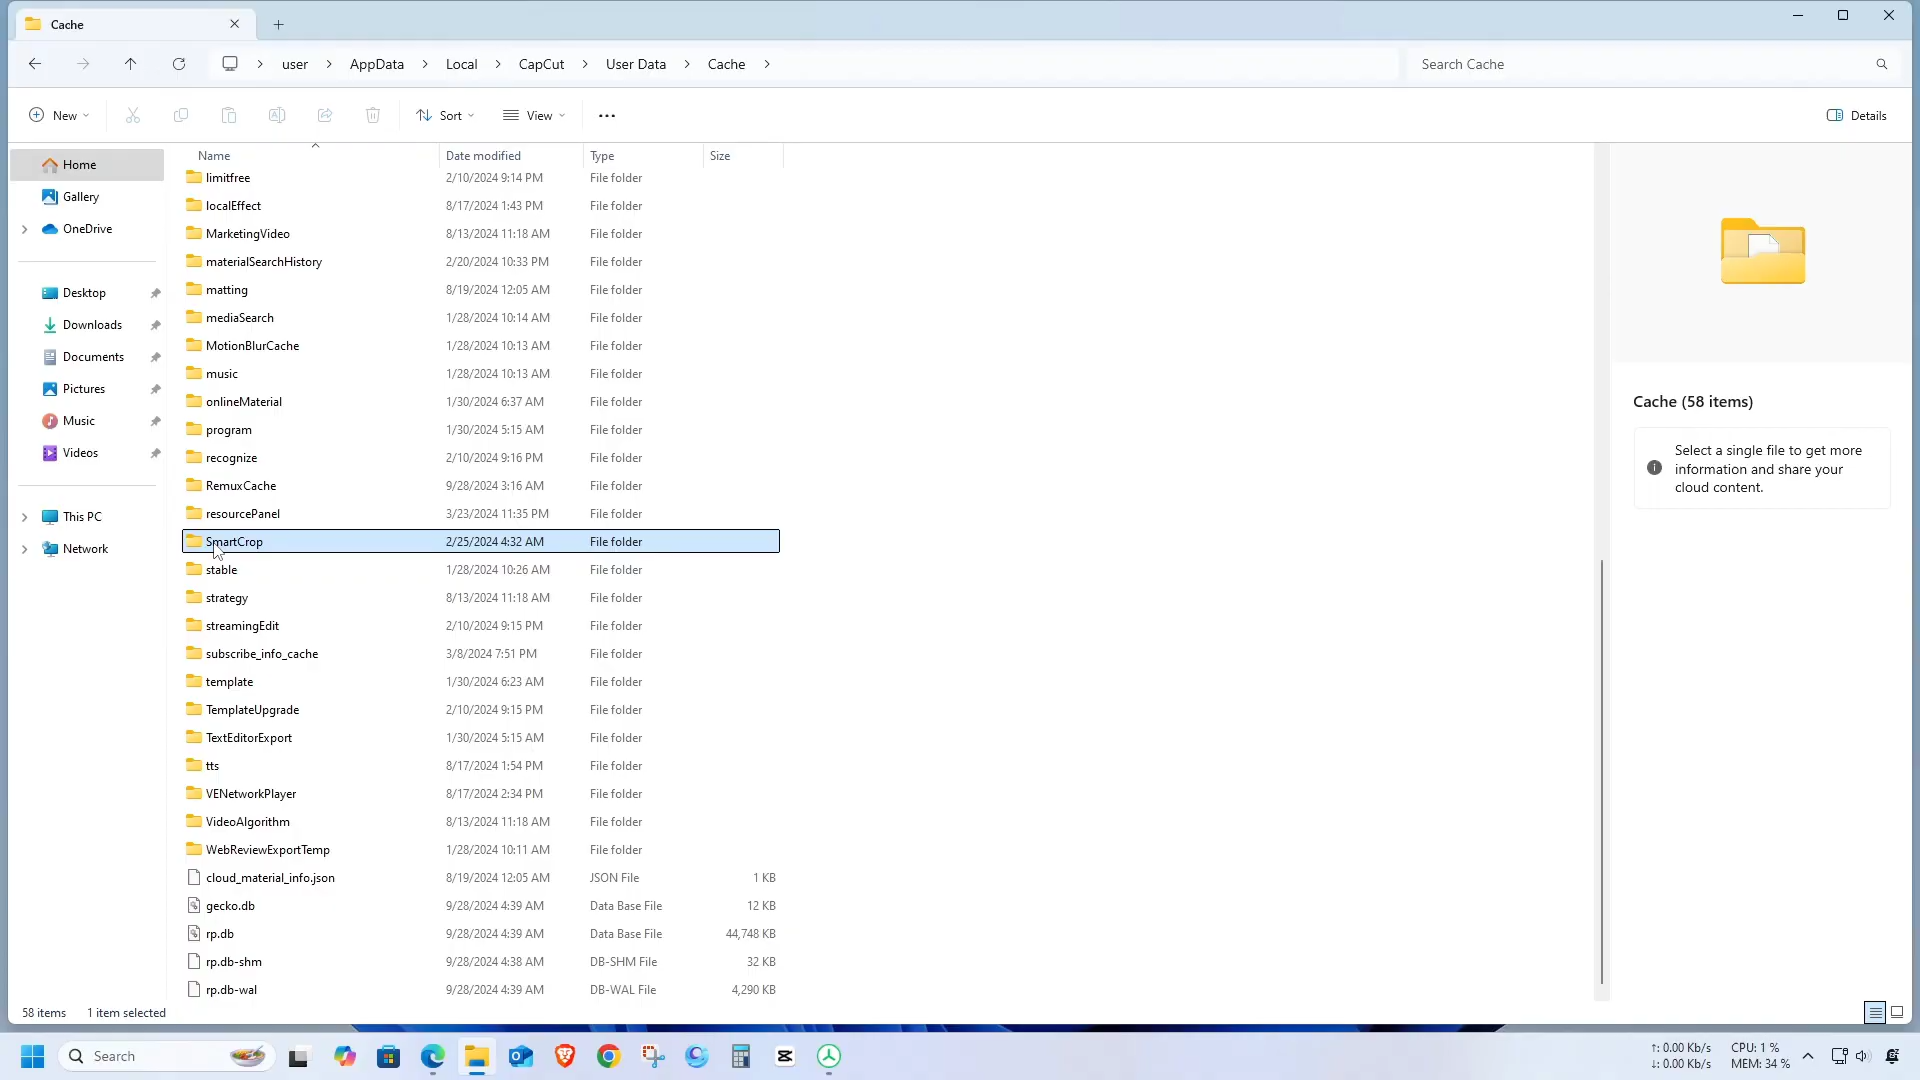 Cache
user
AppData
Local
CapCut
User Data
Cache
Search Cache
New
Sort
View
Details
Name
Date modified
Type
Size
Home
Gallery
OneDrive
Desktop
Downloads
Documents
Pictures
Music
Videos
This PC
Network
limitfree 2/10/2024 9:14 PM File folder
localEffect 8/17/2024 1:43 PM File folder
MarketingVideo 8/13/2024 11:18 AM File folder
materialSearchHistory 2/20/2024 10:33 PM File folder
matting 8/19/2024 12:05 AM File folder
mediaSearch 1/28/2024 10:14 AM File folder
MotionBlurCache 1/28/2024 10:13 AM File folder
music 1/28/2024 10:13 AM File folder
onlineMaterial 1/30/2024 6:37 AM File folder
program 1/30/2024 5:15 AM File folder
recognize 2/10/2024 9:16 PM File folder
RemuxCache 9/28/2024 3:16 AM File folder
resourcePanel 3/23/2024 11:35 PM File folder
SmartCrop 2/25/2024 4:32 AM File folder
stable 1/28/2024 10:26 AM File folder
strategy 8/13/2024 11:18 AM File folder
streamingEdit 2/10/2024 9:15 PM File folder
subscribe_info_cache 3/8/2024 7:51 PM File folder
template 1/30/2024 6:23 AM File folder
TemplateUpgrade 2/10/2024 9:15 PM File folder
TextEditorExport 1/30/2024 5:15 AM File folder
tts 8/17/2024 1:54 PM File folder
VENetworkPlayer 8/17/2024 2:34 PM File folder
VideoAlgorithm 8/13/2024 11:18 AM File folder
WebReviewExportTemp 1/28/2024 10:11 AM File folder
cloud_material_info.json 8/19/2024 12:05 AM JSON File 1 KB
gecko.db 9/28/2024 4:39 AM Data Base File 12 KB
rp.db 9/28/2024 4:39 AM Data Base File 44,748 KB
rp.db-shm 9/28/2024 4:38 AM DB-SHM File 32 KB
rp.db-wal 9/28/2024 4:39 AM DB-WAL File 4,290 KB
Cache (58 items)
Select a single file to get more
information and share your
cloud content.
58 items
1 item selected
Search
↑: 0.00 Kb/s
↓: 0.00 Kb/s
CPU: 1 %
MEM: 34 %